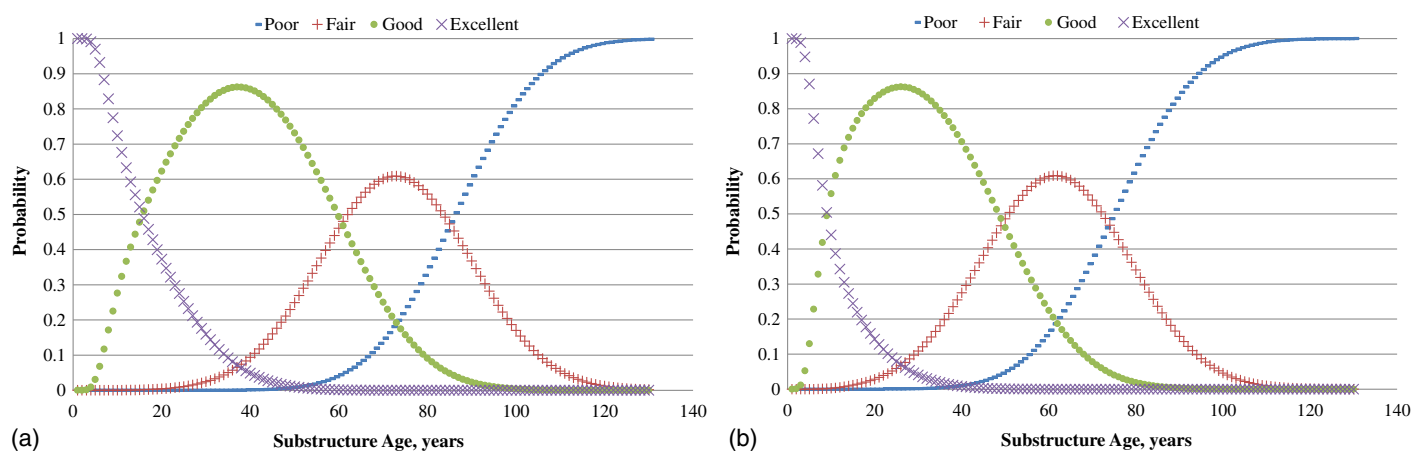 Poor Fair Good Excellent
1
0.9
0.8
0.7
0.6
0.5
0.4
0.3
0.2
0.1
0
Probability
0 20 40 60 80 100 120 140
Substructure Age, years
(a)
Poor Fair Good Excellent
1
0.9
0.8
0.7
0.6
0.5
0.4
0.3
0.2
0.1
0
Probability
0 20 40 60 80 100 120 140
Substructure Age, years
(b)